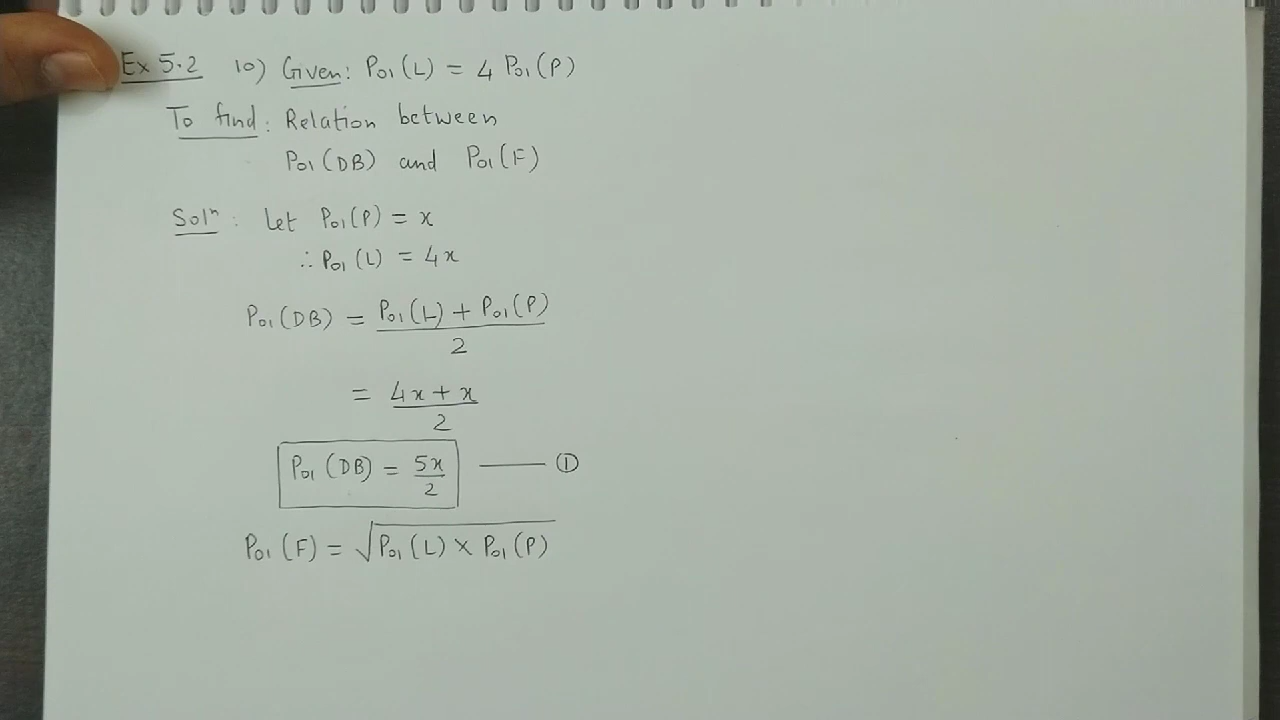 Ex 5.2 10) Given: P01(L) = 4 P01(P)
To find: Relation between
P01(DB) and P01(F)
Solⁿ: Let P01(P) = x
∴ P01(L) = 4x
P01(DB) = P01(L) + P01(P) / 2
= 4x + x / 2
P01(DB) = 5x / 2 —— ①
P01(F) = √P01(L) × P01(P)